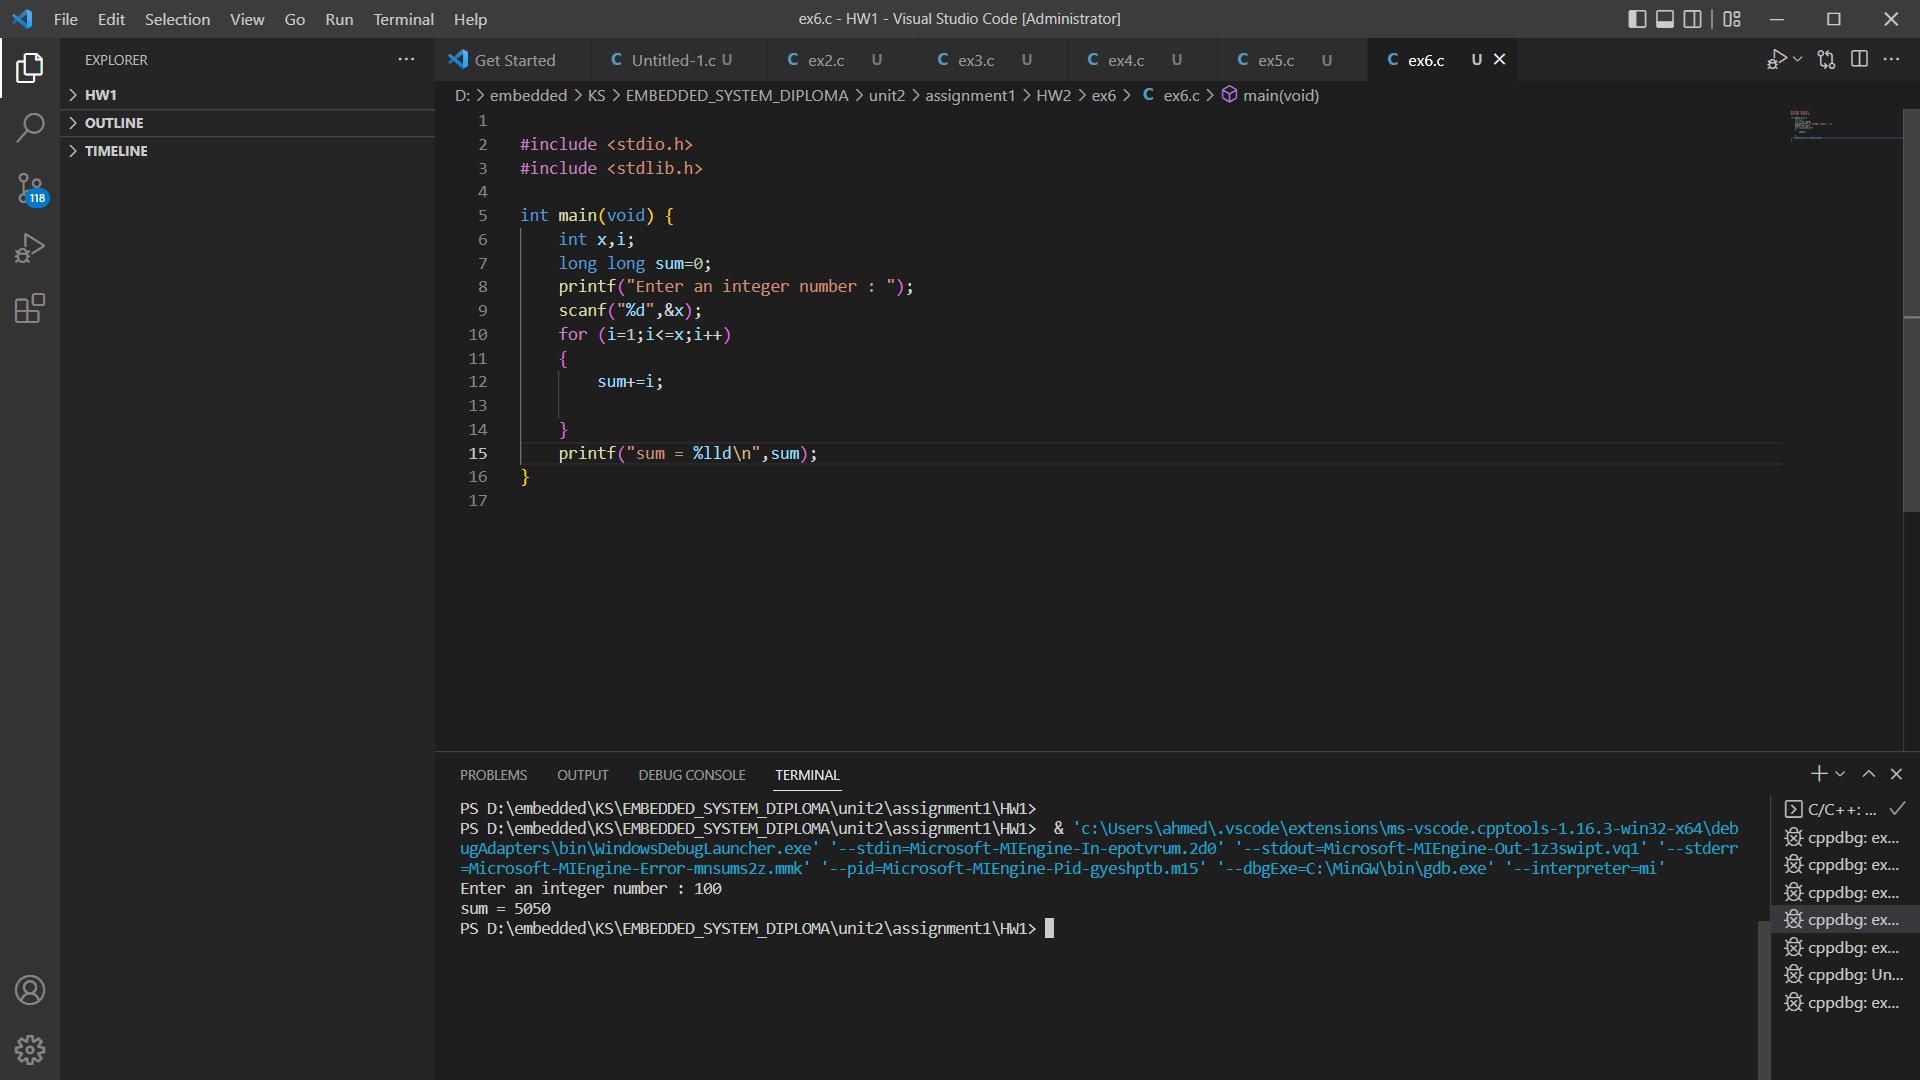 File Edit Selection View Go Run Terminal Help
ex6.c - HW1 - Visual Studio Code [Administrator]
EXPLORER
HW1
OUTLINE
TIMELINE
118
Get Started
C Untitled-1.c U
C ex2.c U
C ex3.c U
C ex4.c U
C ex5.c U
C ex6.c U
D: > embedded > KS > EMBEDDED_SYSTEM_DIPLOMA > unit2 > assignment1 > HW2 > ex6 > C ex6.c > main(void)
1
2 #include <stdio.h>
3 #include <stdlib.h>
4
5 int main(void) {
6 int x,i;
7 long long sum=0;
8 printf("Enter an integer number : ");
9 scanf("%d",&x);
10 for (i=1;i<=x;i++)
11 {
12 sum+=i;
13
14 }
15 printf("sum = %lld\n",sum);
16 }
17
PROBLEMS OUTPUT DEBUG CONSOLE TERMINAL
PS D:\embedded\KS\EMBEDDED_SYSTEM_DIPLOMA\unit2\assignment1\HW1>
PS D:\embedded\KS\EMBEDDED_SYSTEM_DIPLOMA\unit2\assignment1\HW1> & 'c:\Users\ahmed\.vscode\extensions\ms-vscode.cpptools-1.16.3-win32-x64\deb
ugAdapters\bin\WindowsDebugLauncher.exe' '--stdin=Microsoft-MIEngine-In-epotvrum.2d0' '--stdout=Microsoft-MIEngine-Out-1z3swipt.vq1' '--stderr
=Microsoft-MIEngine-Error-mnsums2z.mmk' '--pid=Microsoft-MIEngine-Pid-gyeshptb.m15' '--dbgExe=C:\MinGW\bin\gdb.exe' '--interpreter=mi'
Enter an integer number : 100
sum = 5050
PS D:\embedded\KS\EMBEDDED_SYSTEM_DIPLOMA\unit2\assignment1\HW1>
C/C++: ...
cppdbg: ex...
cppdbg: ex...
cppdbg: ex...
cppdbg: ex...
cppdbg: ex...
cppdbg: Un...
cppdbg: ex...